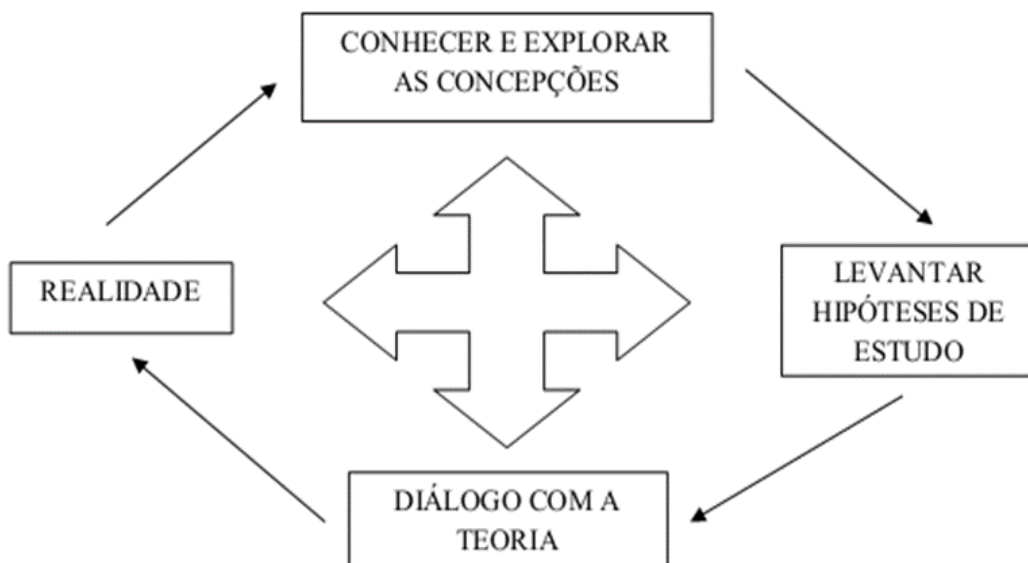 CONHECER E EXPLORAR
AS CONCEPÇÕES
REALIDADE
LEVANTAR
HIPÓTESES DE
ESTUDO
DIÁLOGO COM A
TEORIA